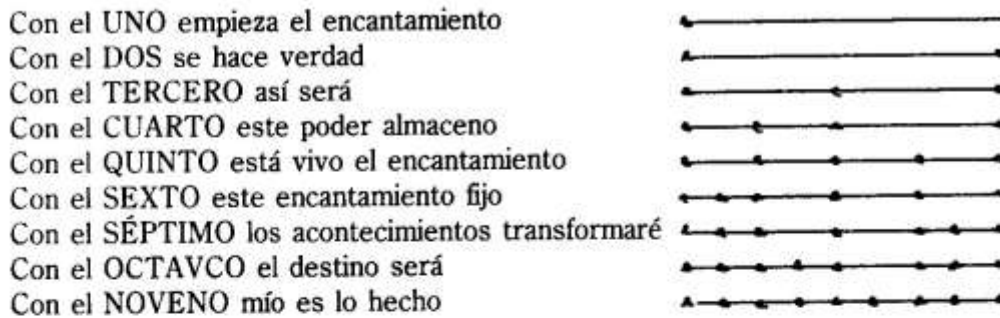 Con el UNO empieza el encantamiento
Con el DOS se hace verdad
Con el TERCERO así será
Con el CUARTO este poder almaceno
Con el QUINTO está vivo el encantamiento
Con el SEXTO este encantamiento fijo
Con el SÉPTIMO los acontecimientos transformaré
Con el OCTAVCO el destino será
Con el NOVENO mío es lo hecho